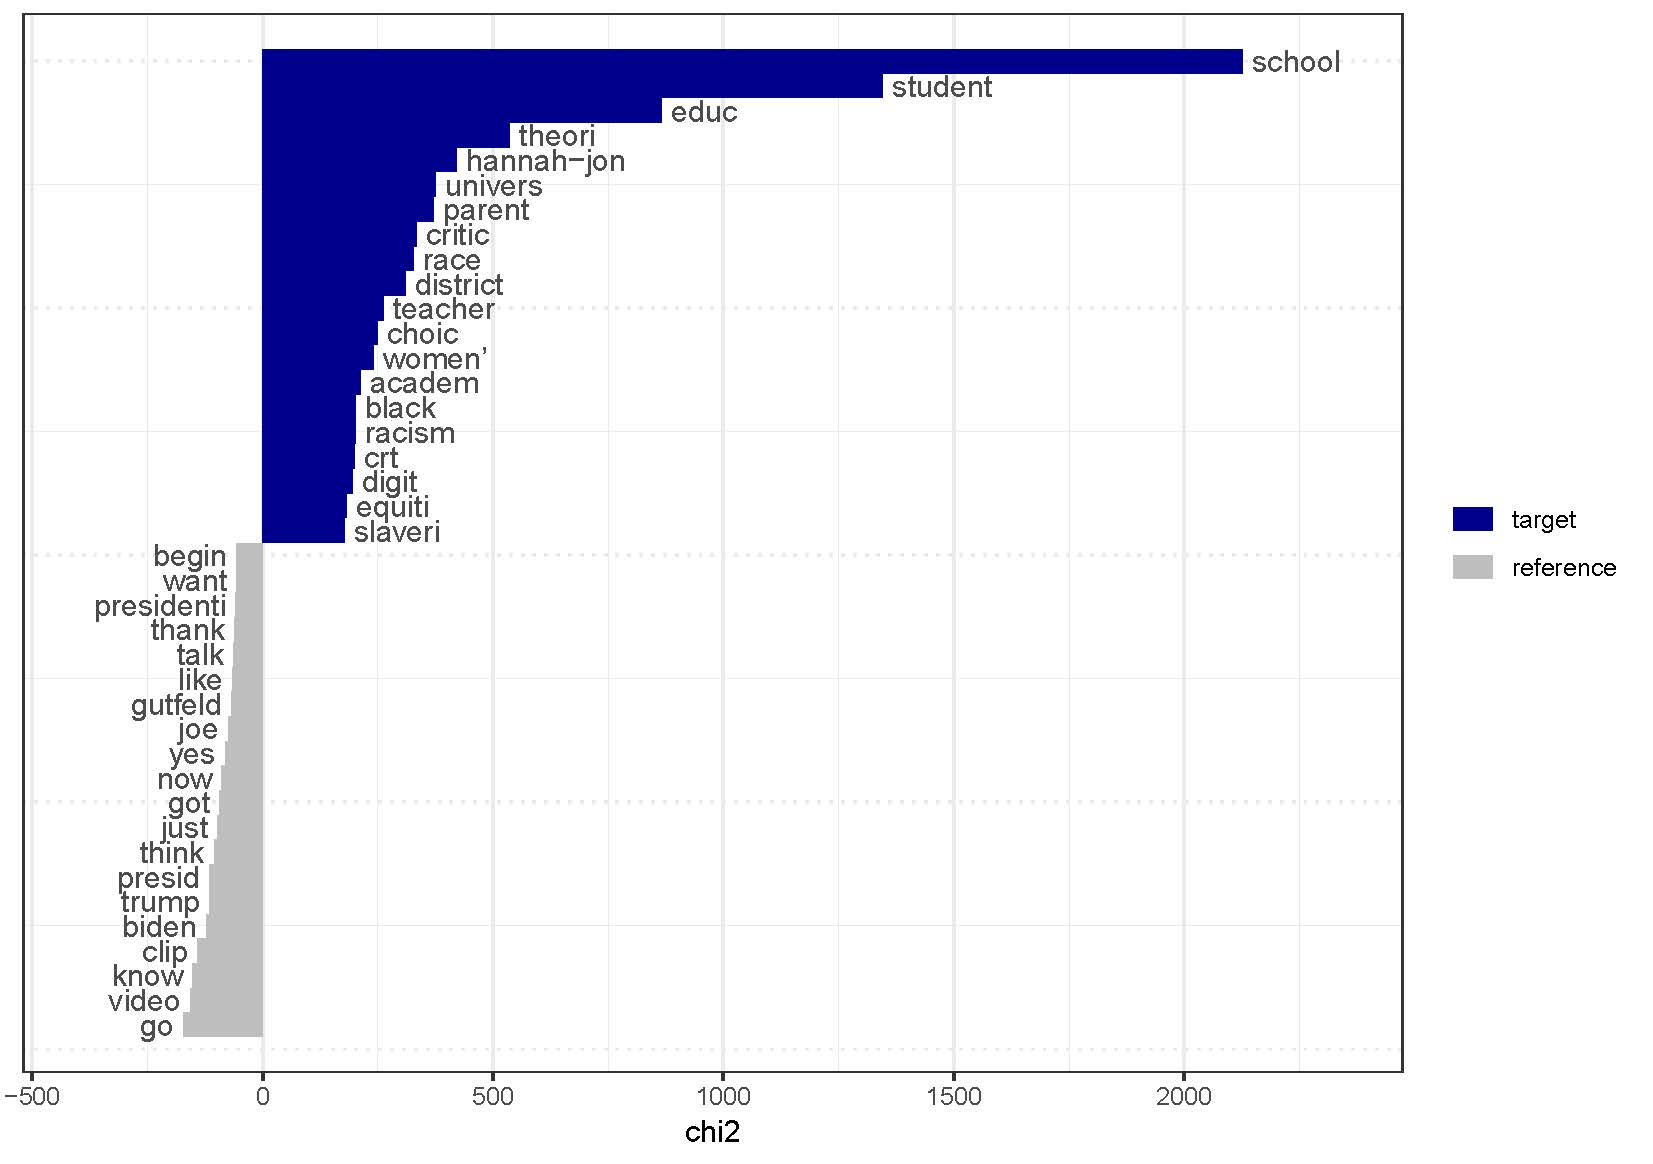 school
student
educ
theori
hannah−jon
univers
parent
critic
race
district
teacher
choic
women’
academ
black
racism
crt
digit
equiti
slaveri
begin
want
presidenti
thank
talk
like
gutfeld
joe
yes
now
got
just
think
presid
trump
biden
clip
know
video
go
−500 0 500 1000 1500 2000
chi2
target
reference